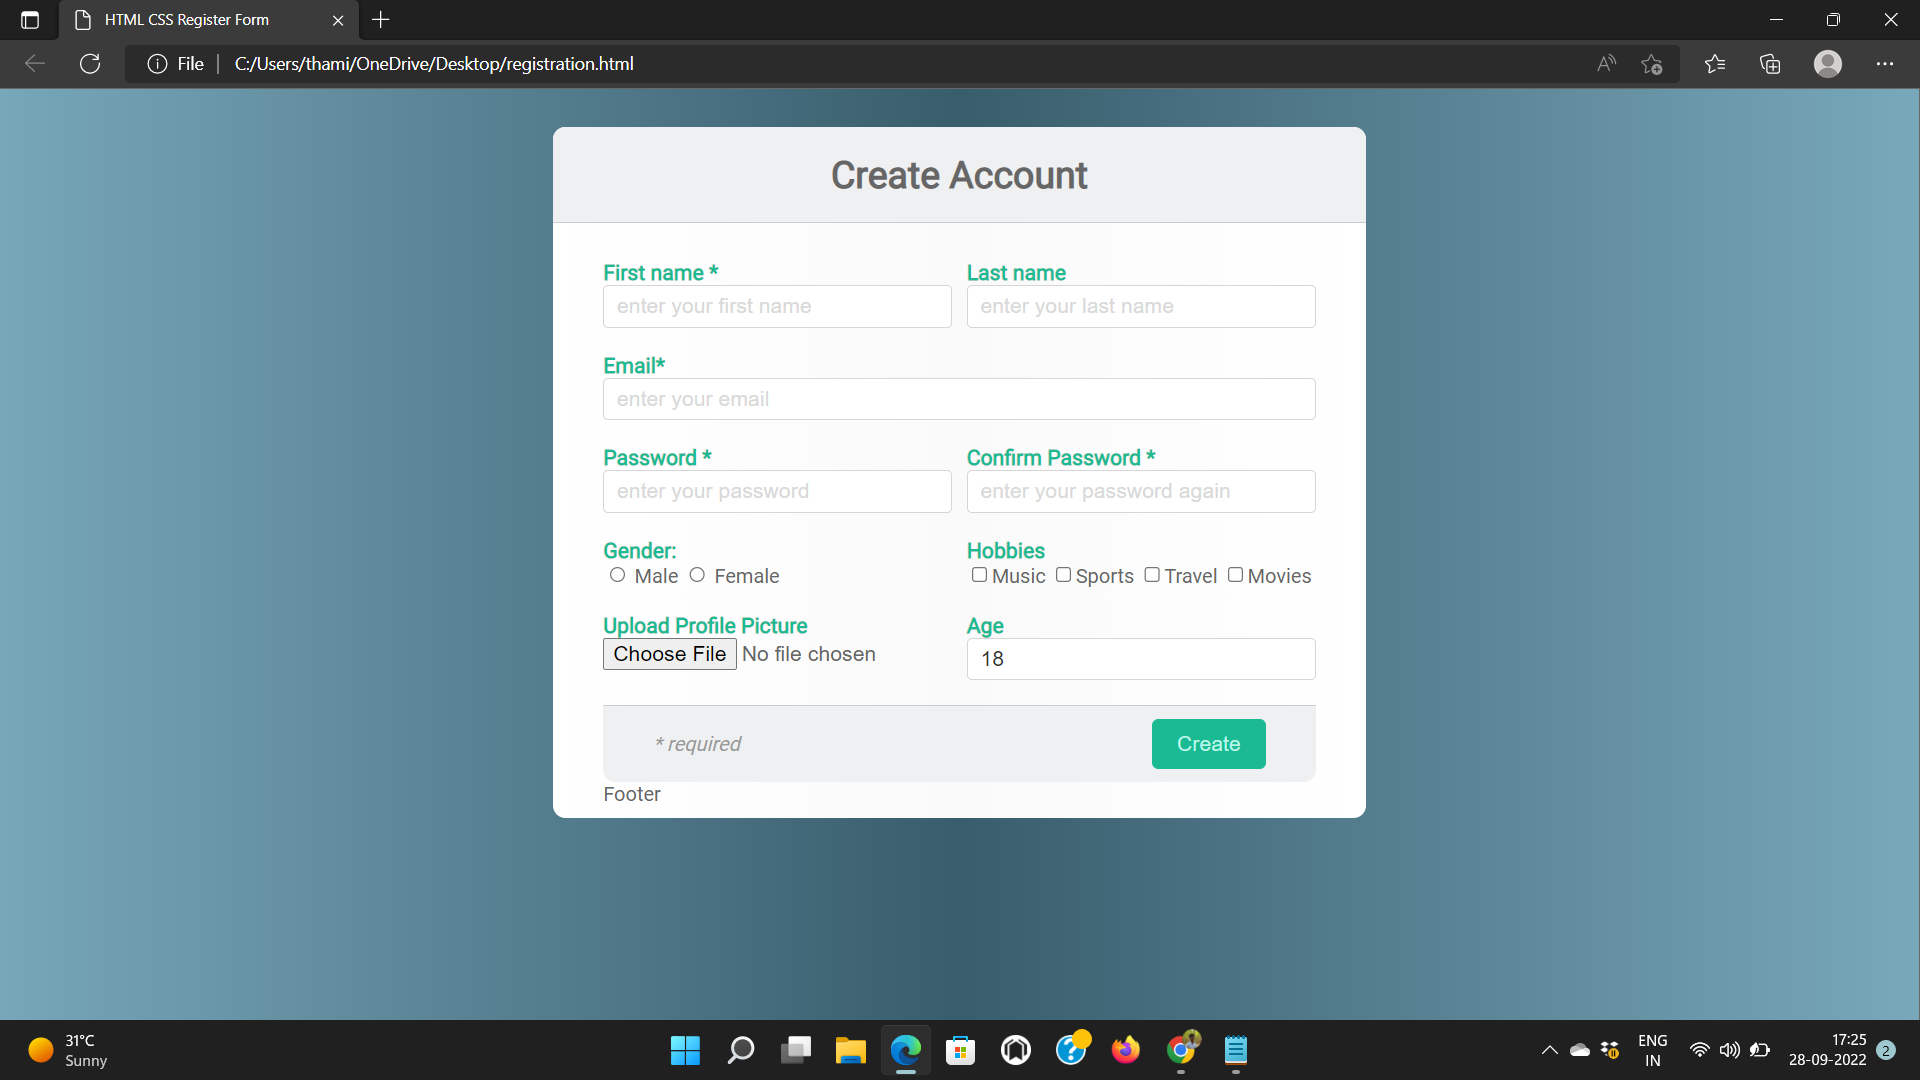 HTML CSS Register Form
File C:/Users/thami/OneDrive/Desktop/registration.html
Create Account
First name * Last name
enter your first name enter your last name
Email*
enter your email
Password * Confirm Password *
enter your password enter your password again
Gender: Hobbies
Male Female Music Sports Travel Movies
Upload Profile Picture Age
Choose File No file chosen 18
* required Create
Footer
31°C
Sunny
ENG
IN
17:25
28-09-2022
2